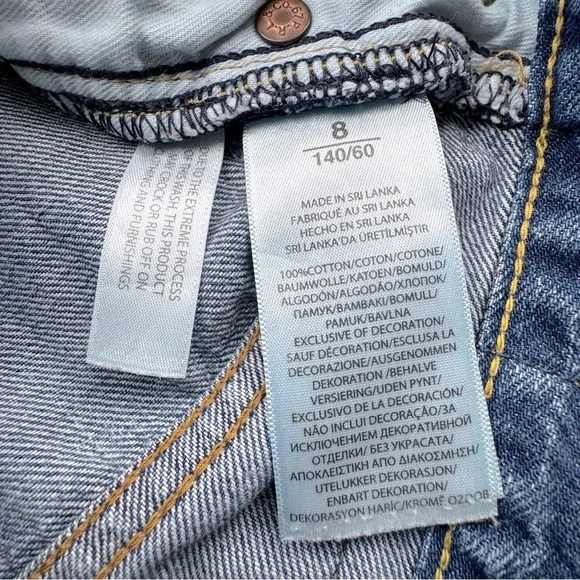 R.L. & Co. 67
8
140/60
MADE IN SRI LANKA
FABRIQUÉ AU SRI LANKA
HECHO EN SRI LANKA
SRI LANKA'DA ÜRETİLMİŞTİR
100%COTTON/COTON/COTONE/
BAUMWOLLE/KATOEN/BOMULD/
ALGODÓN/ALGODÃO/ХЛОПОК/
ПАМУК/ΒΑΜΒΑΚΙ/BOMULL/
PAMUK/BAVLNA
EXCLUSIVE OF DECORATION/
SAUF DÉCORATION/ESCLUSA LA
DECORAZIONE/AUSGENOMMEN
DEKORATION /BEHALVE
VERSIERING/UDEN PYNT/
EXCLUSIVO DE LA DECORACIÓN/
NÃO INCLUI DECORAÇÃO/ЗА
ИСКЛЮЧЕНИЕМ ДЕКОРАТИВНОЙ
ОТДЕЛКИ/ БЕЗ УКРАСАТА/
ΑΠΟΚΛΕΙΣΤΙΚΗ ΑΠΟ ΔΙΑΚΟΣΜΗΣΗ/
UTELUKKER DEKORASJON/
ENBART DEKORATION/
DEKORASYON HARİÇ/KROMĚ OZDOB
DUE TO THE EXTREME PROCESS
OF THIS WASH, THIS PRODUCT
MAY CROCK OR RUB OFF ON
AND FURNISHINGS